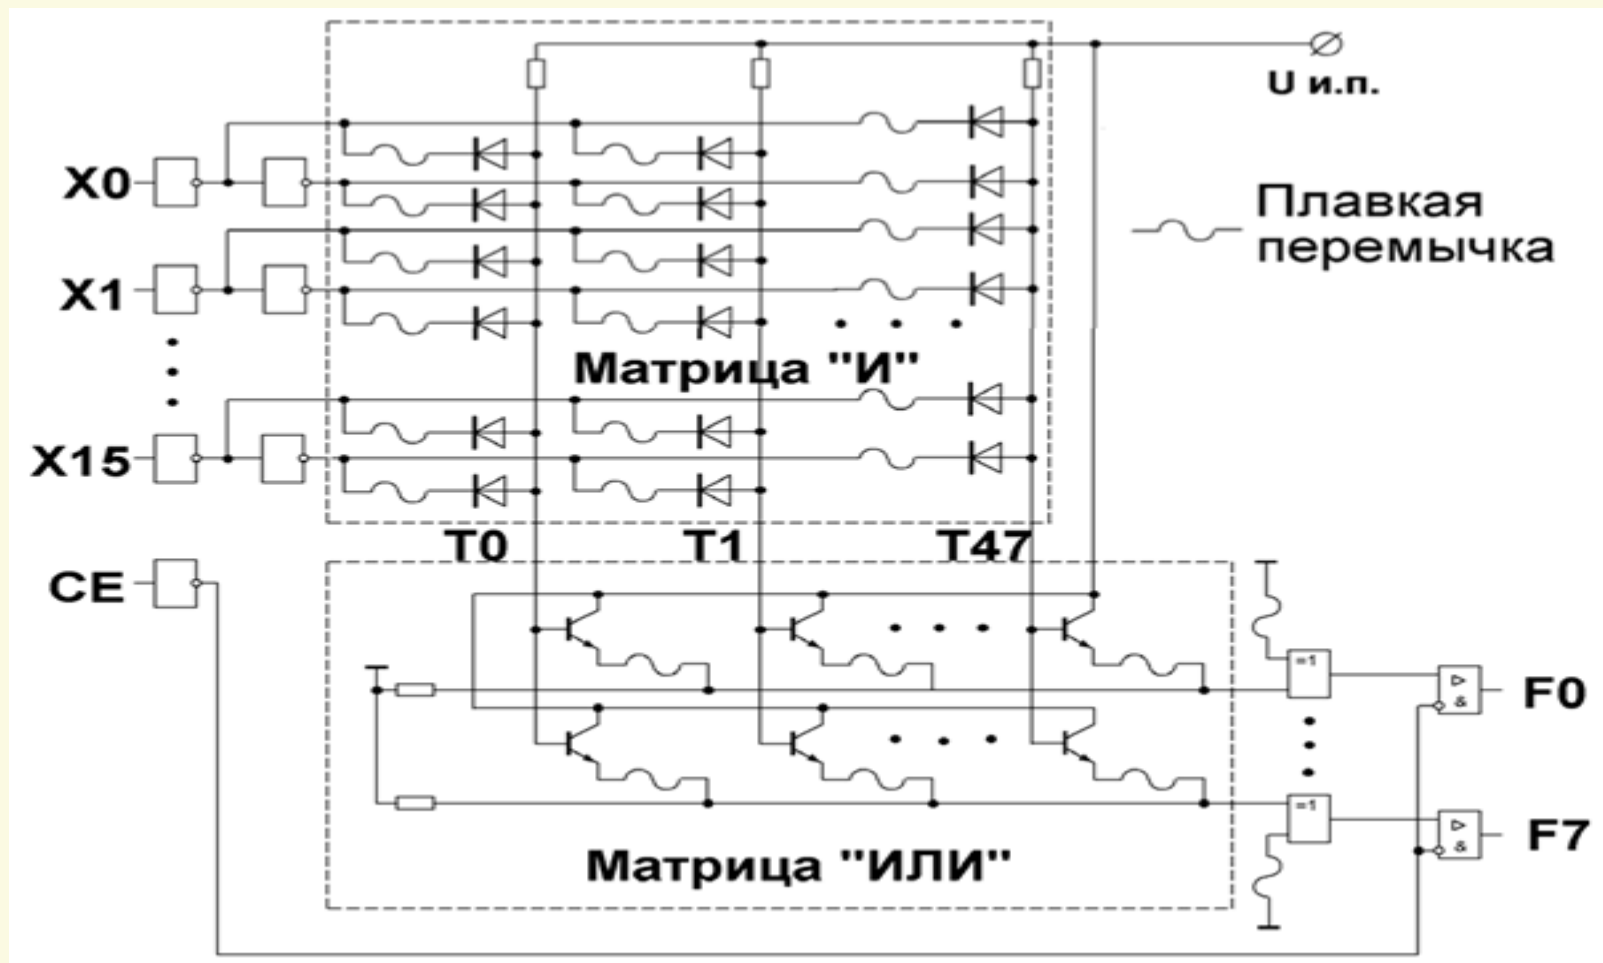 U и.п.
X0
Плавкая
перемычка
X1
Матрица "И"
X15
T0 T1 T47
CE
=1
&
F0
=1
&
F7
Матрица "ИЛИ"